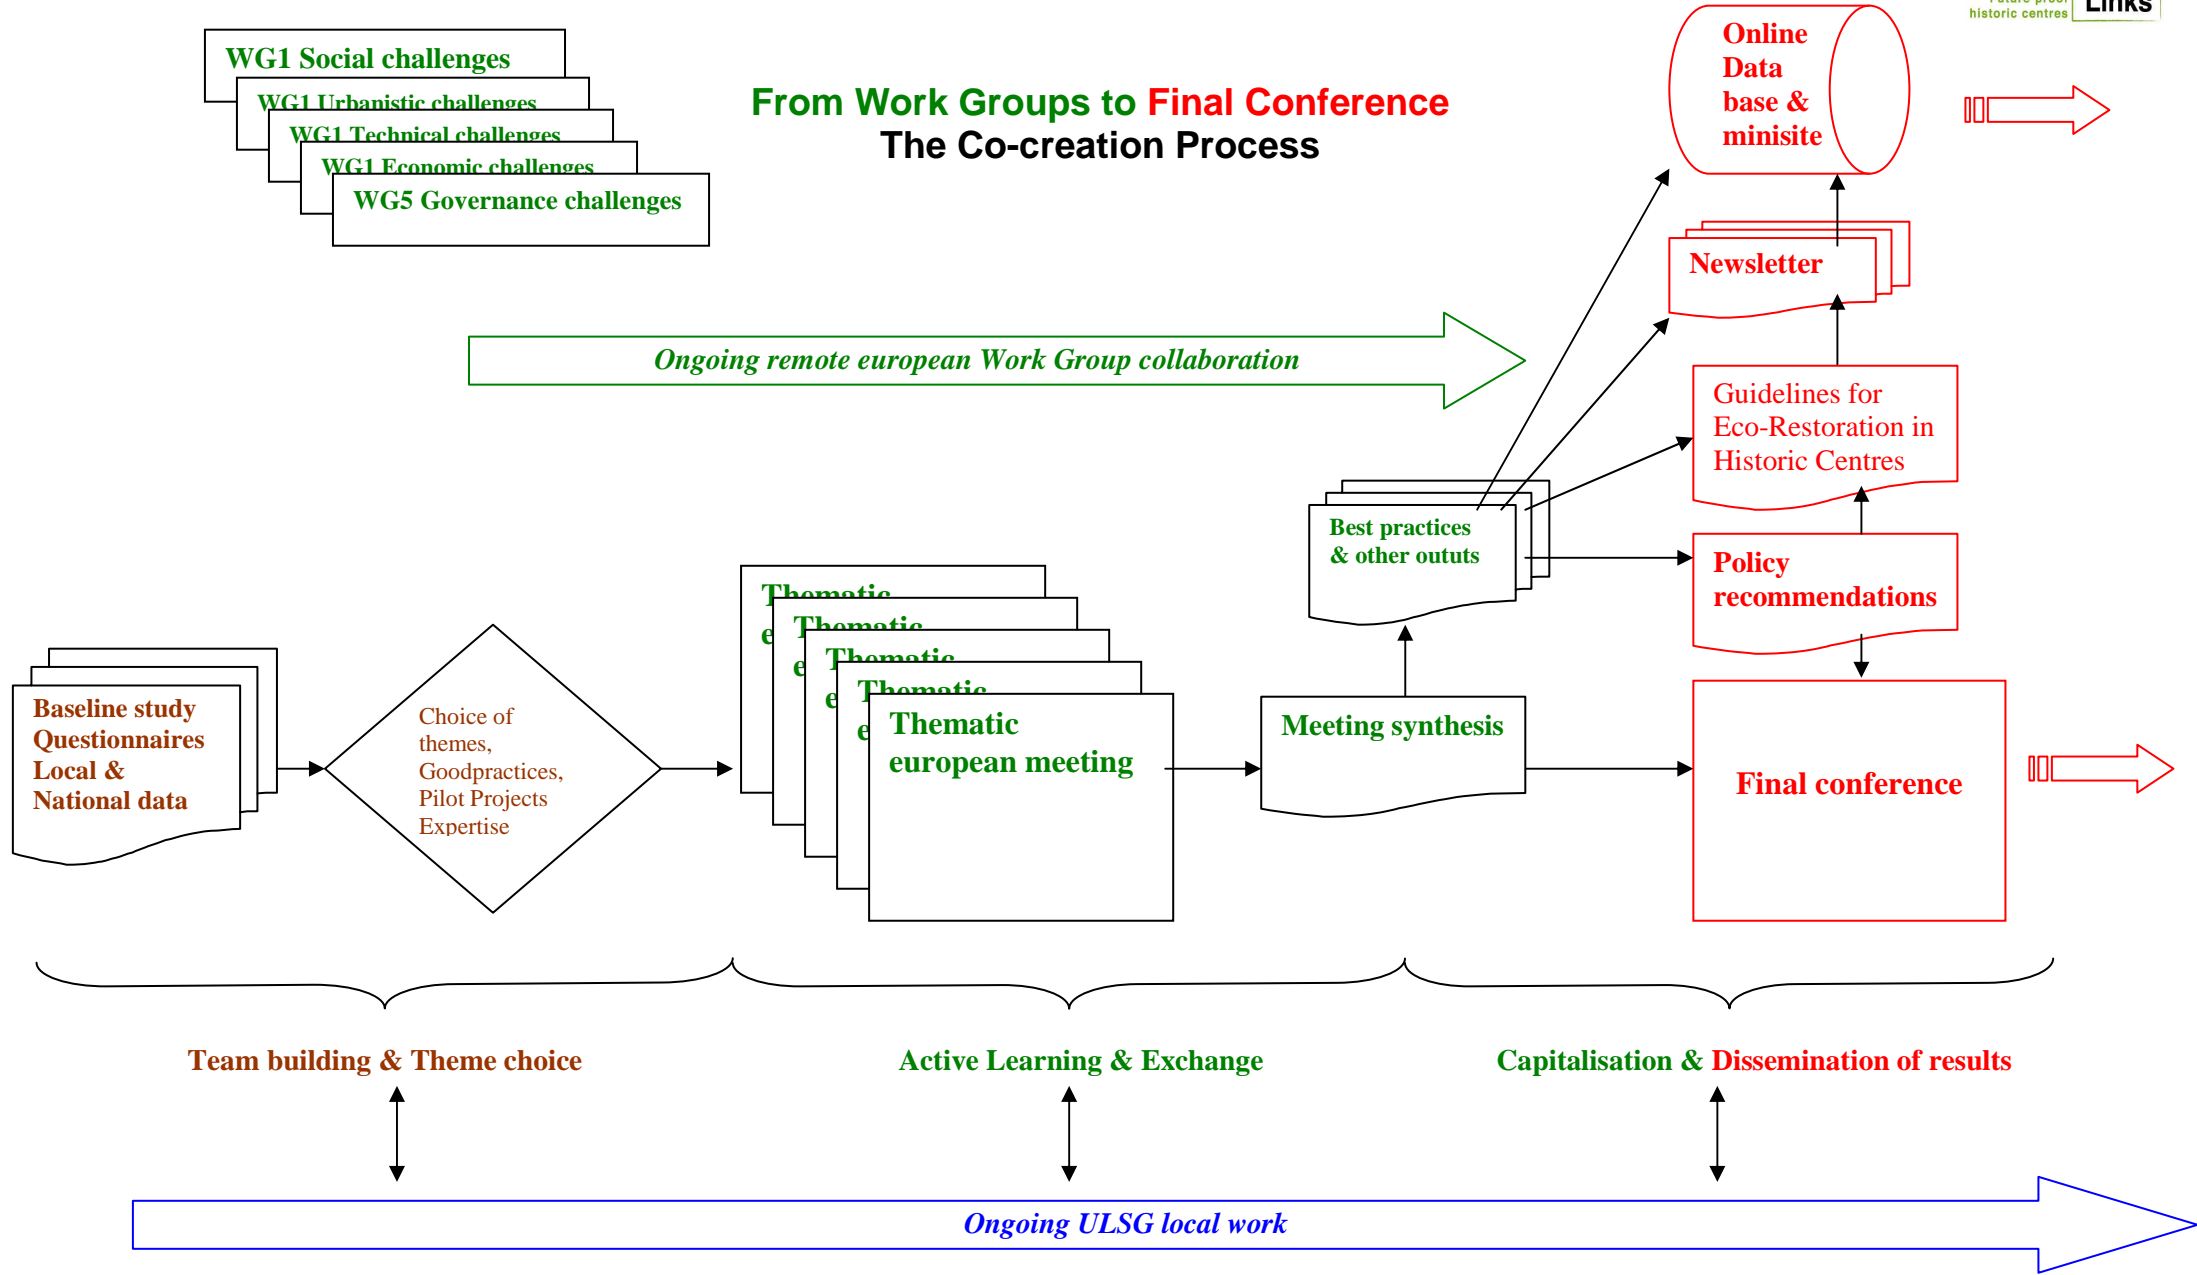 Future proof
historic centres
Links
WG1 Social challenges
WG1 Urbanistic challenges
WG1 Technical challenges
WG1 Economic challenges
WG5 Governance challenges
From Work Groups to Final Conference
The Co-creation Process
Online
Data
base &
minisite
Newsletter
Ongoing remote european Work Group collaboration
Guidelines for
Eco-Restoration in
Historic Centres
Best practices
& other oututs
Policy
recommendations
Thematic
e
Thematic
e
Thematic
e
Thematic
e
Thematic
european meeting
Baseline study
Questionnaires
Local &
National data
Choice of
themes,
Goodpractices,
Pilot Projects
Expertise
Meeting synthesis
Final conference
Team building & Theme choice
Active Learning & Exchange
Capitalisation & Dissemination of results
Ongoing ULSG local work